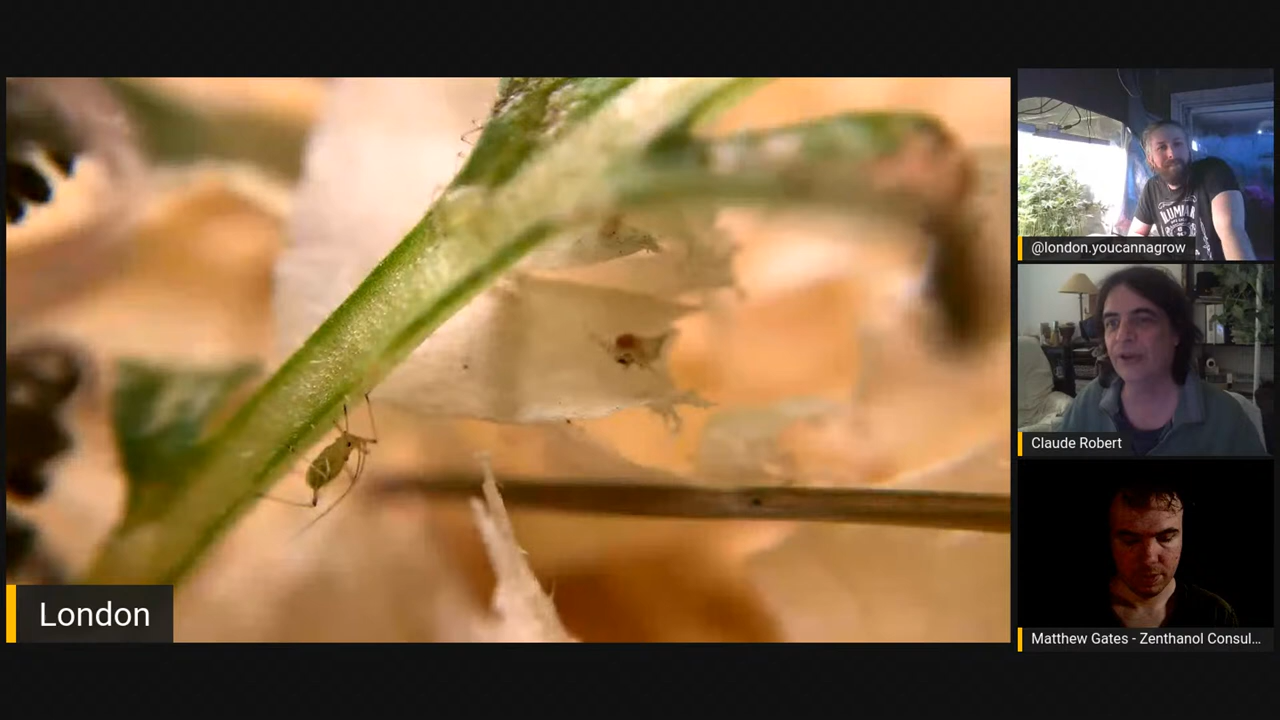 London
@london.youcannagrow
Claude Robert
Matthew Gates - Zenthanol Consul...